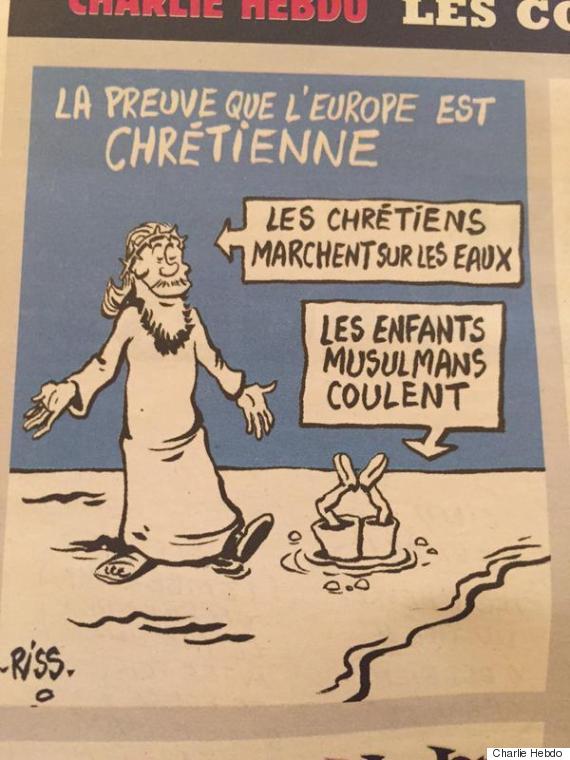 CHARLIE HEBDO LES CO
LA PREUVE QUE L'EUROPE EST
CHRÉTIENNE
LES CHRÉTIENS
MARCHENT SUR LES EAUX
LES ENFANTS
MUSULMANS
COULENT
-RISS.
Charlie Hebdo